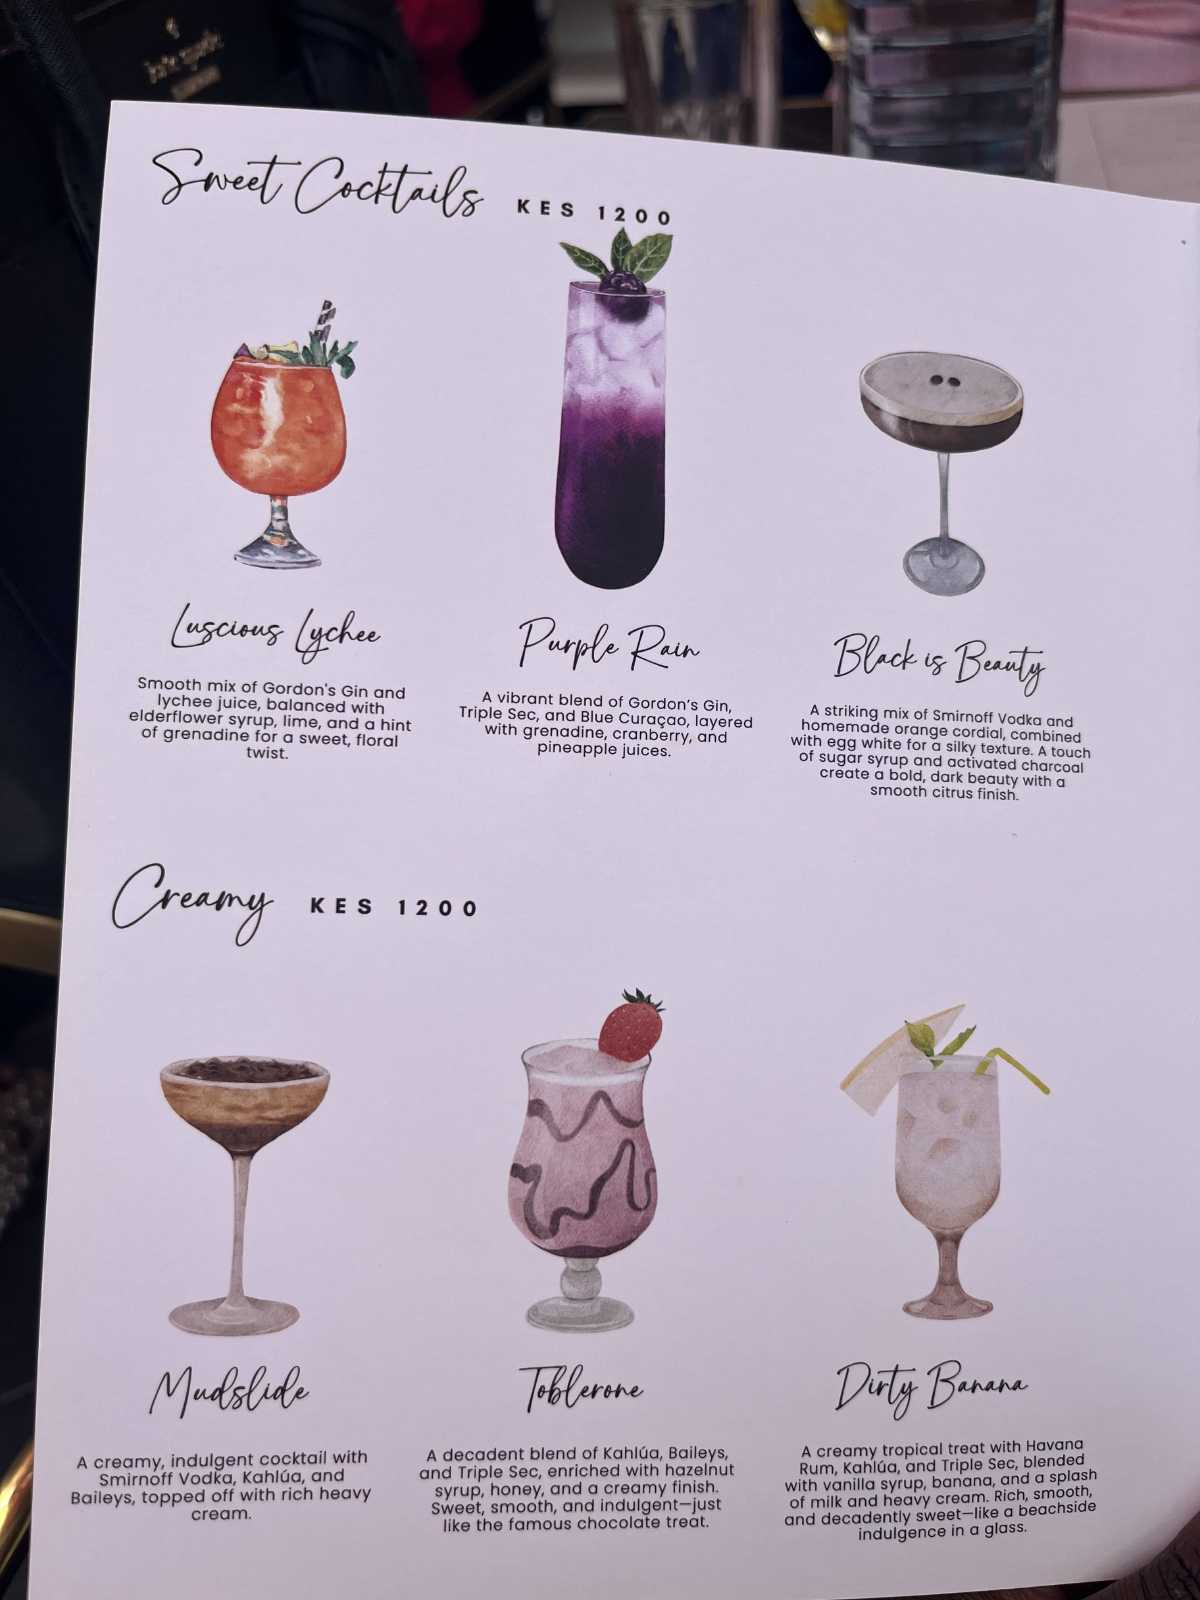 Sweet Cocktails KES 1200
Luscious Lychee
Smooth mix of Gordon's Gin and
lychee juice, balanced with
elderflower syrup, lime, and a hint
of grenadine for a sweet, floral
twist.
Purple Rain
A vibrant blend of Gordon's Gin,
Triple Sec, and Blue Curaçao, layered
with grenadine, cranberry, and
pineapple juices.
Black is Beauty
A striking mix of Smirnoff Vodka and
homemade orange cordial, combined
with egg white for a silky texture. A touch
of sugar syrup and activated charcoal
create a bold, dark beauty with a
smooth citrus finish.
Creamy KES 1200
Mudslide
A creamy, indulgent cocktail with
Smirnoff Vodka, Kahlúa, and
Baileys, topped off with rich heavy
cream.
Toblerone
A decadent blend of Kahlúa, Baileys,
and Triple Sec, enriched with hazelnut
syrup, honey, and a creamy finish.
Sweet, smooth, and indulgent—just
like the famous chocolate treat.
Dirty Banana
A creamy tropical treat with Havana
Rum, Kahlúa, and Triple Sec, blended
with vanilla syrup, banana, and a splash
of milk and heavy cream. Rich, smooth,
and decadently sweet—like a beachside
indulgence in a glass.